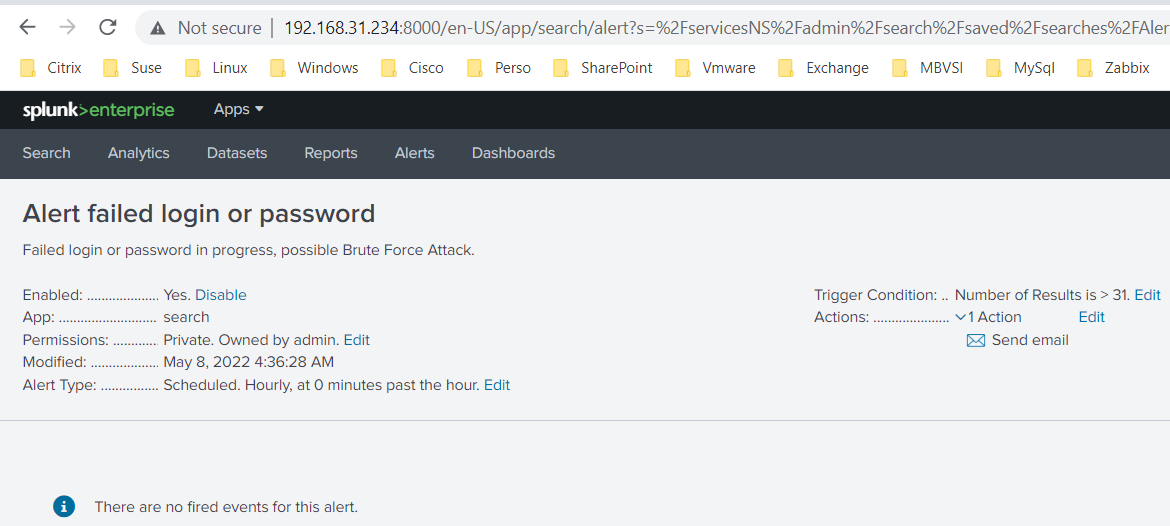 Not secure | 192.168.31.234:8000/en-US/app/search/alert?s=%2FservicesNS%2Fadmin%2Fsearch%2Fsaved%2Fsearches%2FAler
Citrix Suse Linux Windows Cisco Perso SharePoint Vmware Exchange MBVSI MySql Zabbix
splunk>enterprise Apps
Search Analytics Datasets Reports Alerts Dashboards
Alert failed login or password
Failed login or password in progress, possible Brute Force Attack.
Enabled: .................... Yes. Disable
App: ............................ search
Permissions: ............. Private. Owned by admin. Edit
Modified: ................... May 8, 2022 4:36:28 AM
Alert Type: ................ Scheduled. Hourly, at 0 minutes past the hour. Edit
Trigger Condition: .. Number of Results is > 31. Edit
Actions: ..................... 1 Action Edit
Send email
There are no fired events for this alert.